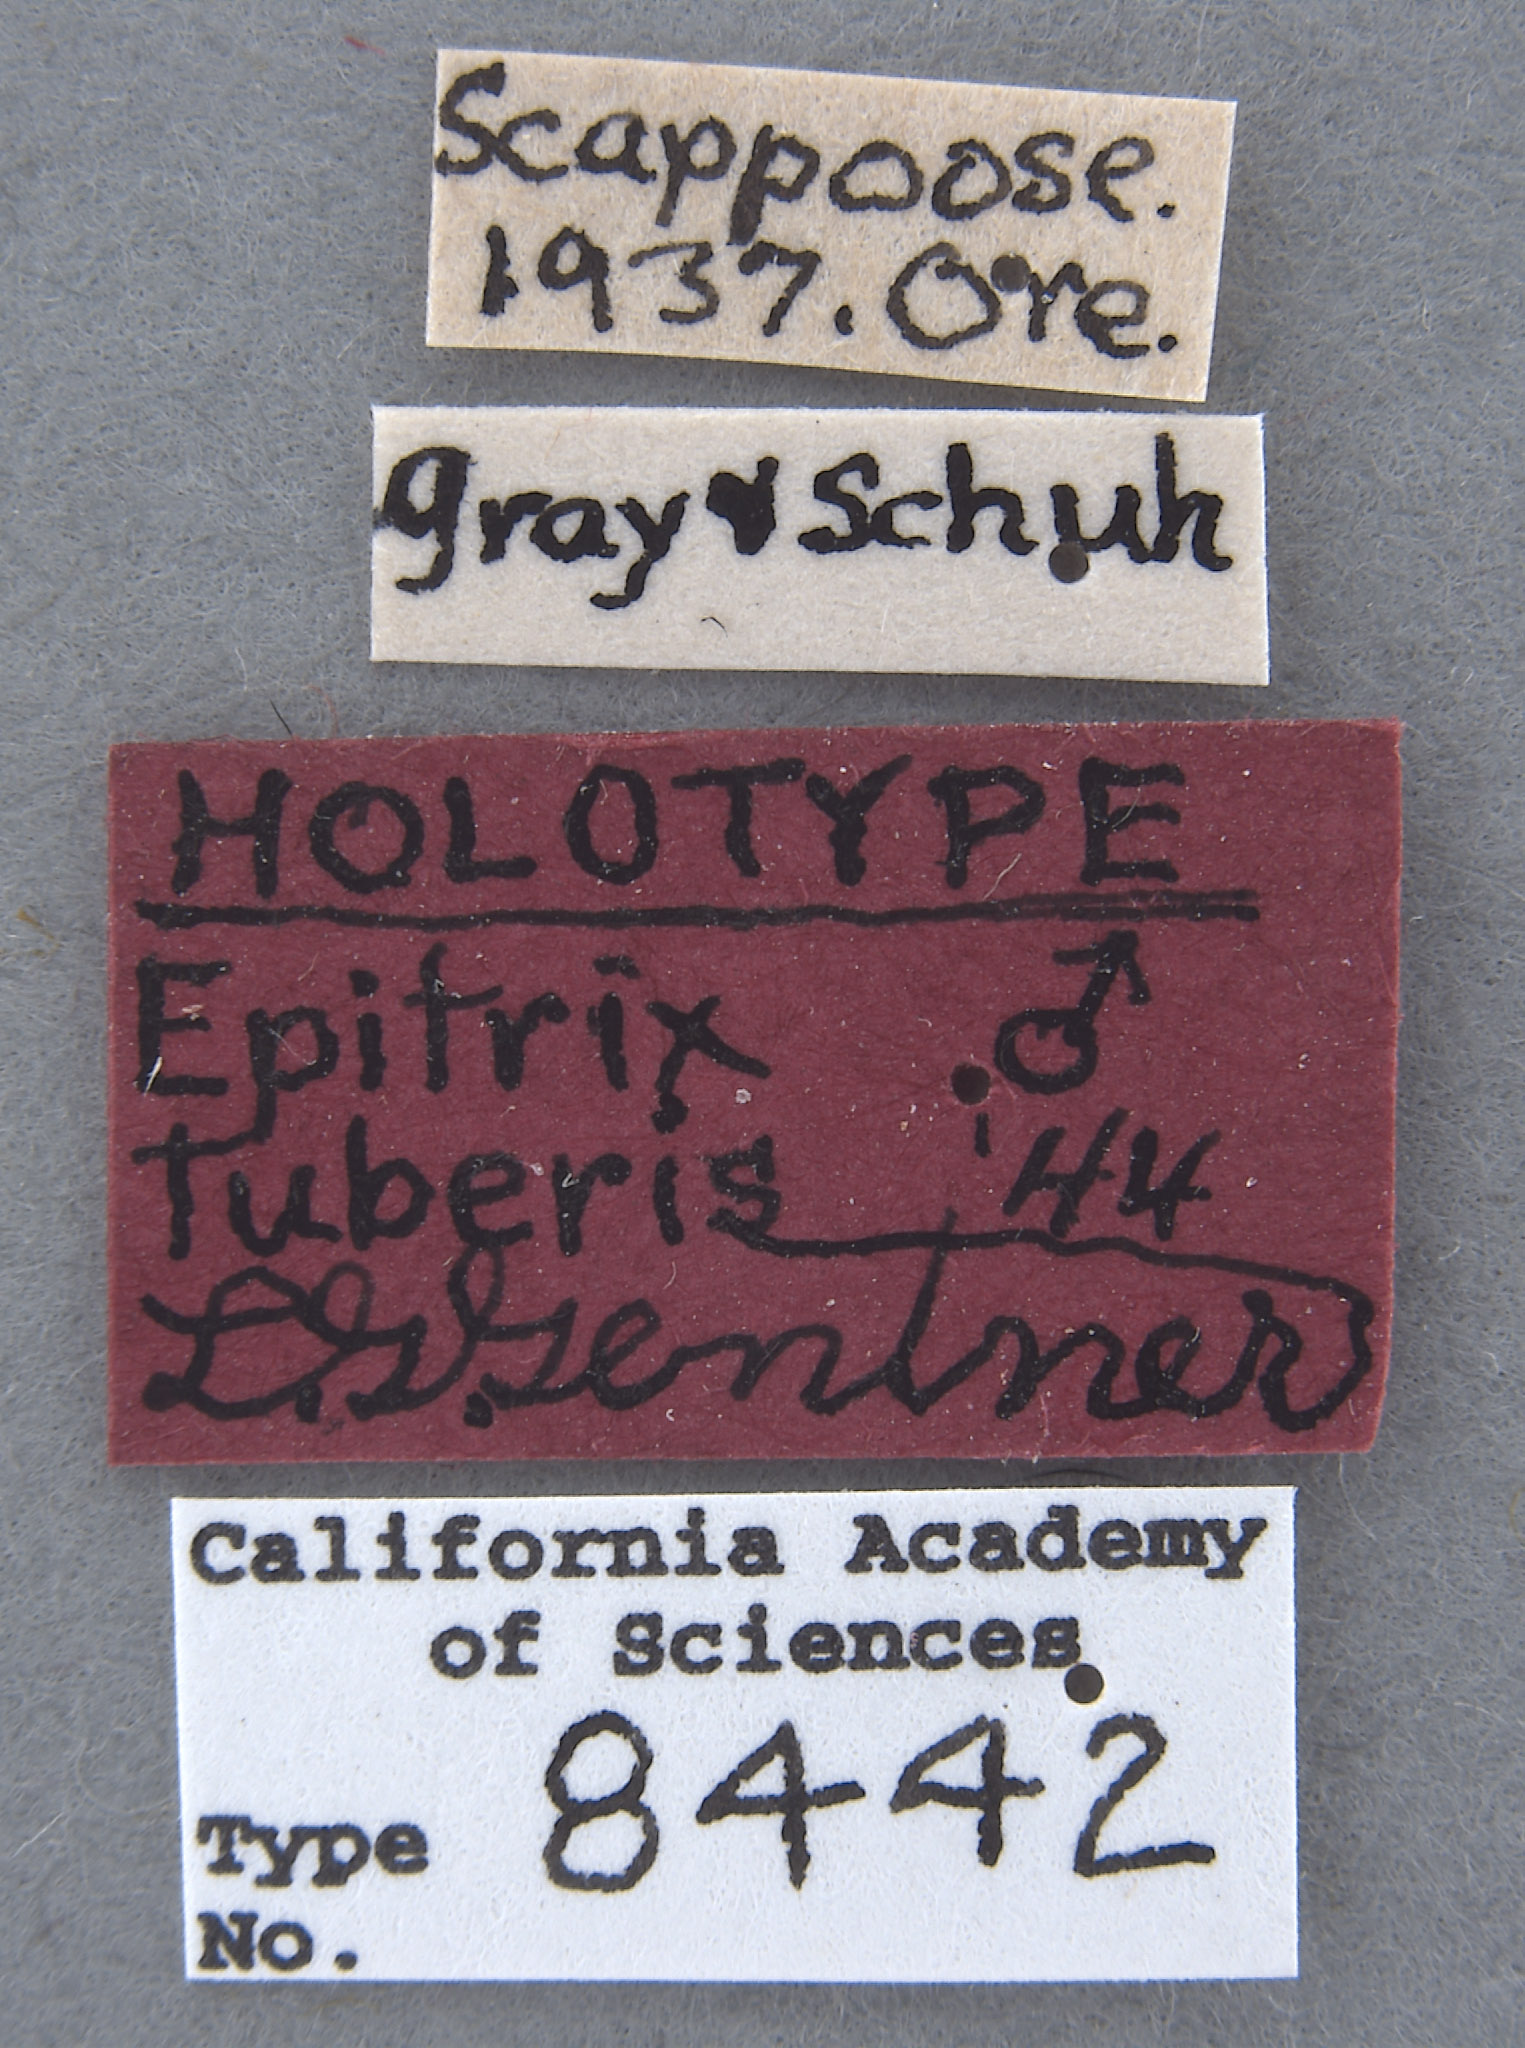 Scappoose.
1937. Ore.
Gray & Schuh
HOLOTYPE
Epitrix ♂
Tuberis '44
L.G. Gentner
California Academy
of Sciences
Type 8442
No.